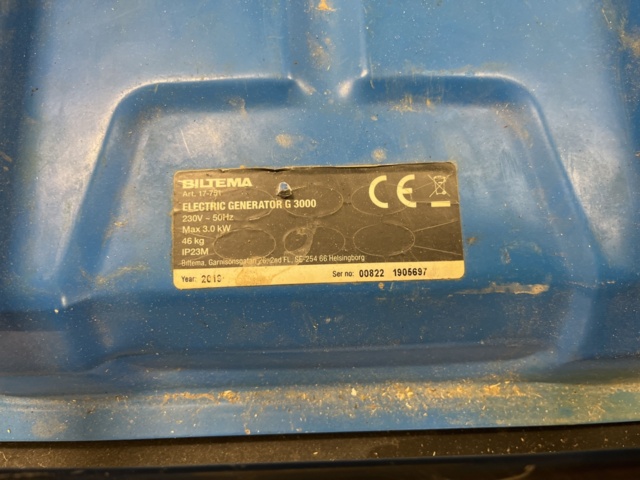 BILTEMA
Art. 17-791
ELECTRIC GENERATOR G 3000
230V ~ 50Hz
Max 3.0 kW
46 kg
IP23M
Biltema, Garnisonsgatan 26, 2nd FL, SE-254 66 Helsingborg
Year: 2019 Ser no: 00822 1905697
CE